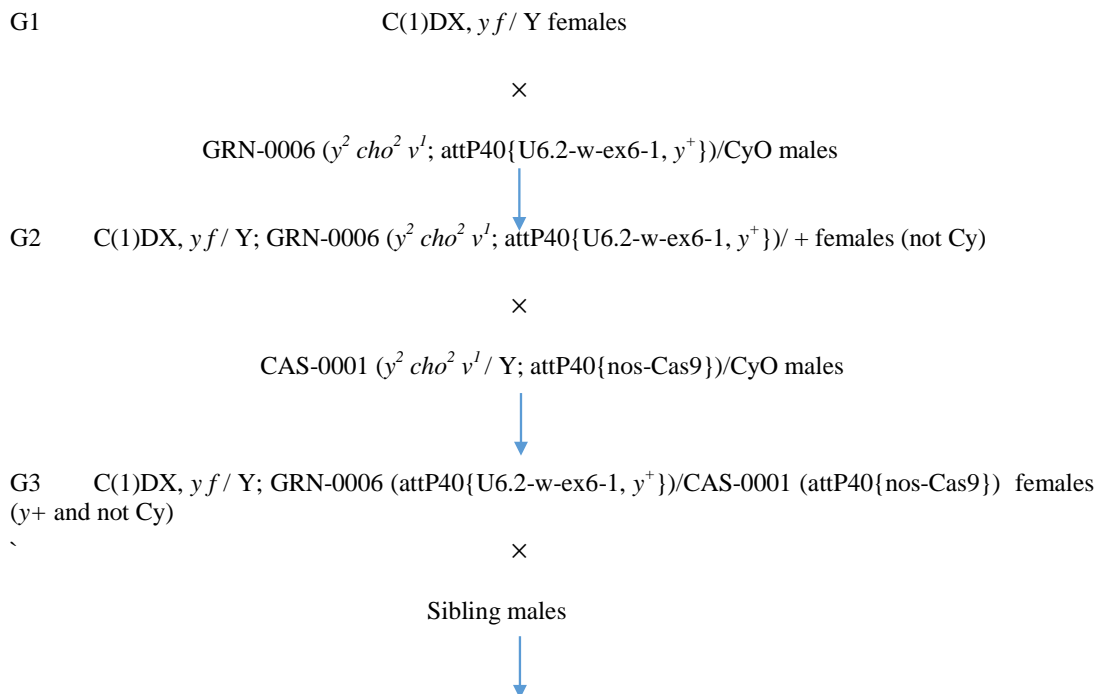 G1 C(1)DX, y f / Y females
×
GRN-0006 (y² cho² v¹; attP40{U6.2-w-ex6-1, y⁺})/CyO males
G2 C(1)DX, y f / Y; GRN-0006 (y² cho² v¹; attP40{U6.2-w-ex6-1, y⁺})/ + females (not Cy)
×
CAS-0001 (y² cho² v¹ / Y; attP40{nos-Cas9})/CyO males
G3 C(1)DX, y f / Y; GRN-0006 (attP40{U6.2-w-ex6-1, y⁺})/CAS-0001 (attP40{nos-Cas9}) females
(y+ and not Cy)
`
×
Sibling males